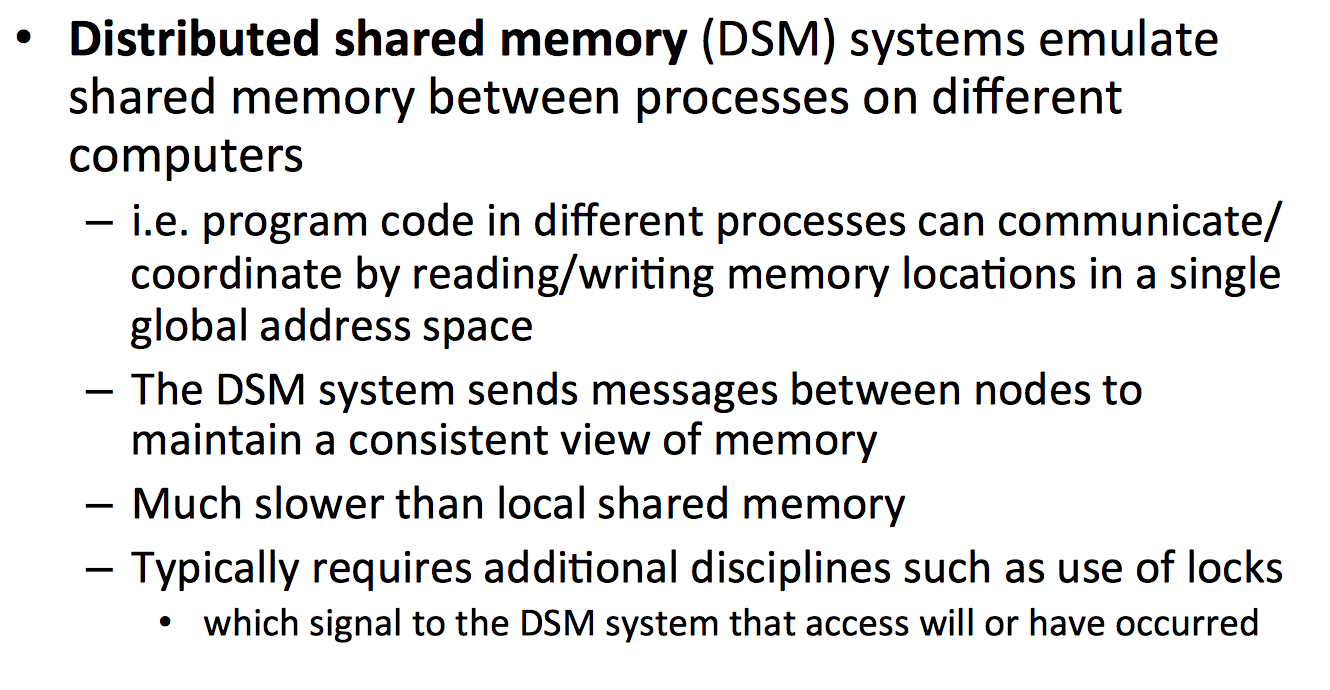 • Distributed shared memory (DSM) systems emulate
shared memory between processes on different
computers
– i.e. program code in different processes can communicate/
coordinate by reading/writing memory locations in a single
global address space
– The DSM system sends messages between nodes to
maintain a consistent view of memory
– Much slower than local shared memory
– Typically requires additional disciplines such as use of locks
• which signal to the DSM system that access will or have occurred